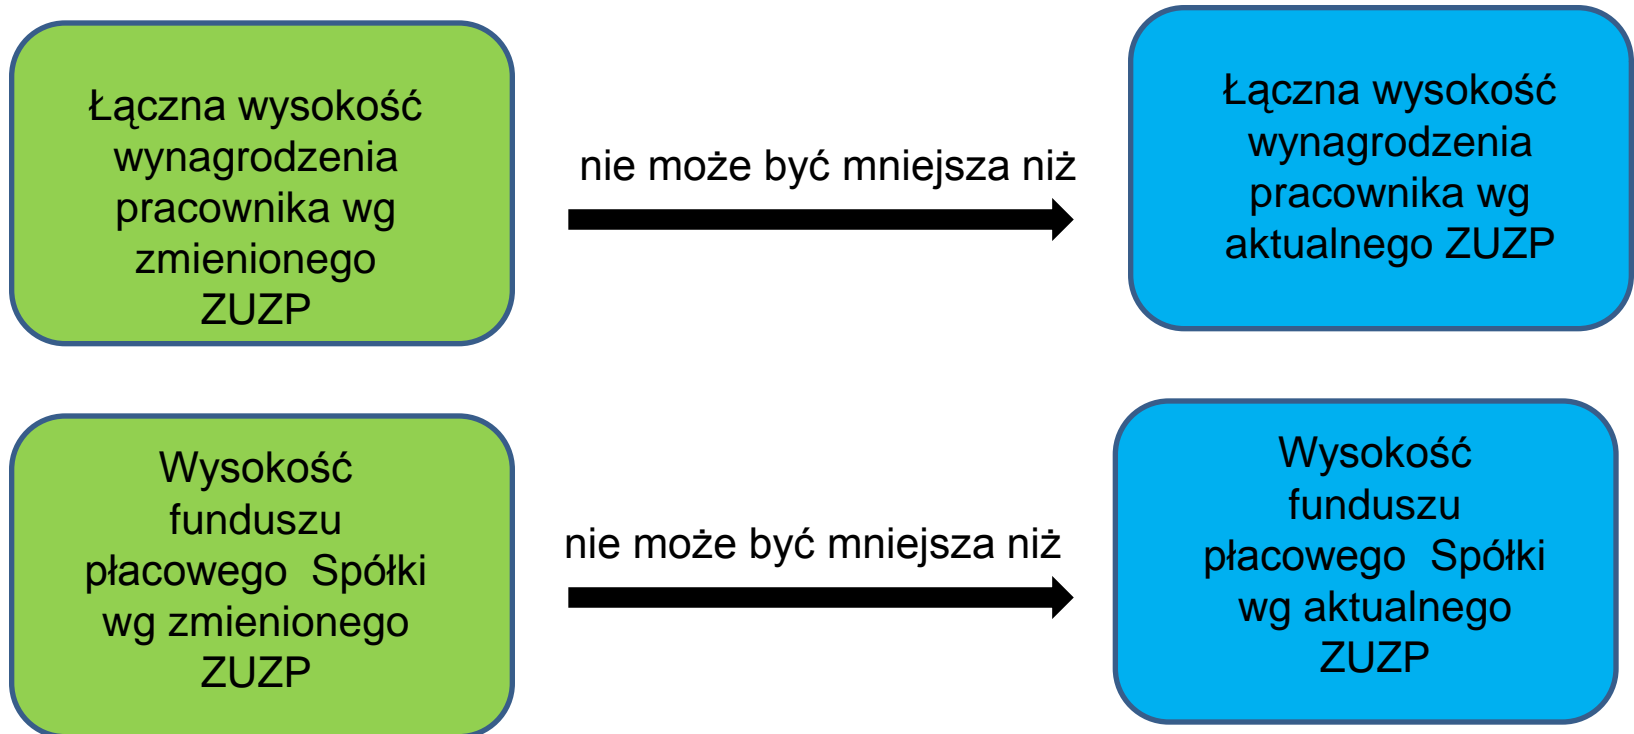 Łączna wysokość
wynagrodzenia
pracownika wg
zmienionego
ZUZP
nie może być mniejsza niż
Łączna wysokość
wynagrodzenia
pracownika wg
aktualnego ZUZP
Wysokość
funduszu
płacowego Spółki
wg zmienionego
ZUZP
nie może być mniejsza niż
Wysokość
funduszu
płacowego Spółki
wg aktualnego
ZUZP